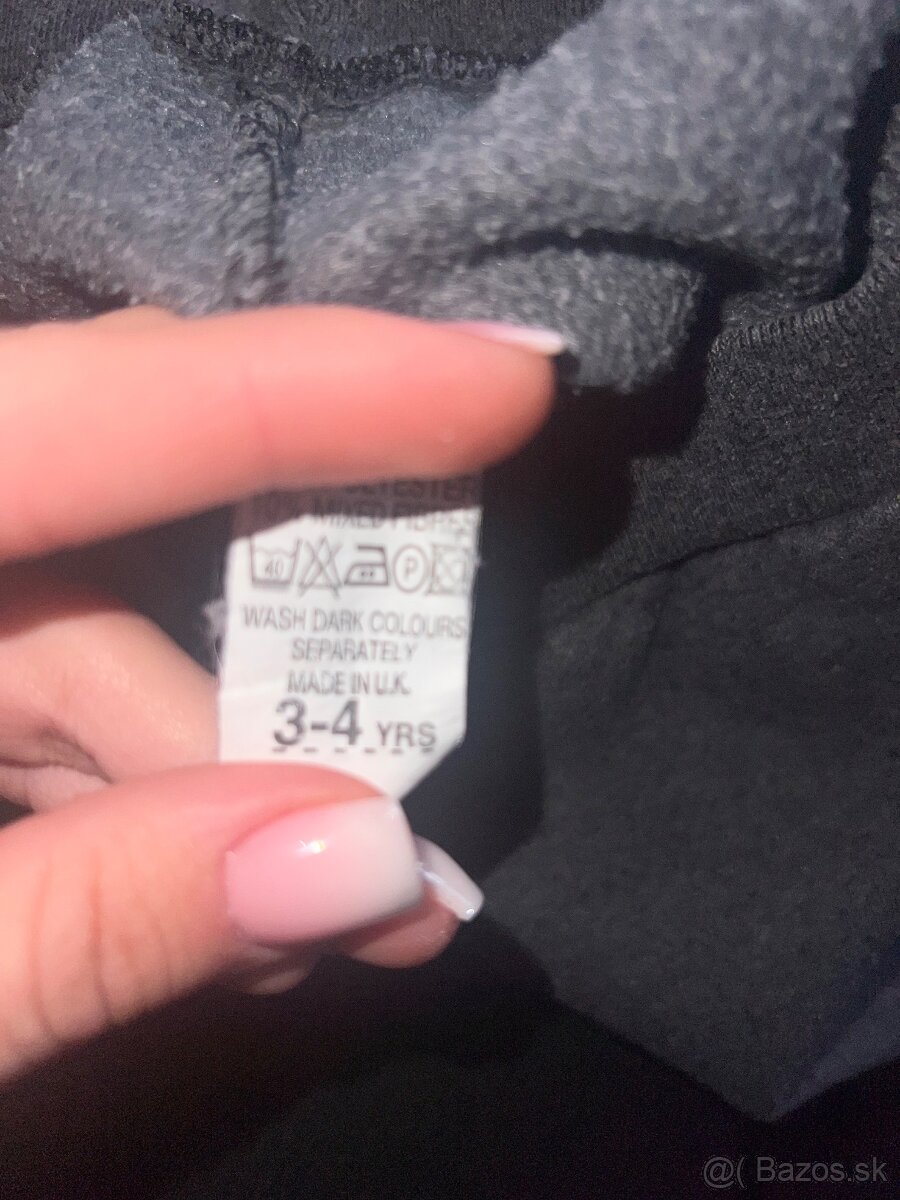 MIXED FIBRES
40 P
WASH DARK COLOURS
SEPARATELY
MADE IN U.K.
3-4 YRS
@( Bazos.sk